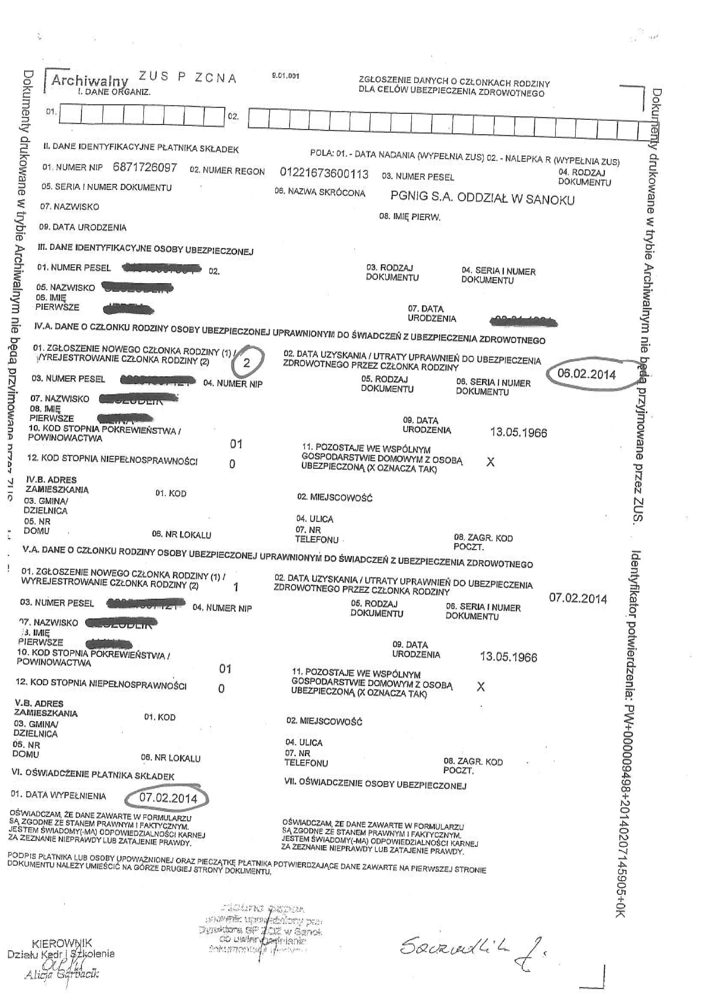 Archiwalny ZUS P ZCNA 9.01.001
ZGŁOSZENIE DANYCH O CZŁONKACH RODZINY
DLA CELÓW UBEZPIECZENIA ZDROWOTNEGO
I. DANE ORGANIZ.
01. 02.
II. DANE IDENTYFIKACYJNE PŁATNIKA SKŁADEK
POLA: 01. - DATA NADANIA (WYPEŁNIA ZUS) 02. - NALEPKA R (WYPEŁNIA ZUS)
01. NUMER NIP 6871726097 02. NUMER REGON 01221673600113 03. NUMER PESEL 04. RODZAJ
DOKUMENTU
05. SERIA I NUMER DOKUMENTU 06. NAZWA SKRÓCONA PGNIG S.A. ODDZIAŁ W SANOKU
07. NAZWISKO 08. IMIĘ PIERW.
09. DATA URODZENIA
III. DANE IDENTYFIKACYJNE OSOBY UBEZPIECZONEJ
01. NUMER PESEL 02. 03. RODZAJ
DOKUMENTU 04. SERIA I NUMER
DOKUMENTU
05. NAZWISKO
06. IMIĘ
PIERWSZE 07. DATA
URODZENIA
IV.A. DANE O CZŁONKU RODZINY OSOBY UBEZPIECZONEJ UPRAWNIONYM DO ŚWIADCZEŃ Z UBEZPIECZENIA ZDROWOTNEGO
01. ZGŁOSZENIE NOWEGO CZŁONKA RODZINY (1) /
WYREJESTROWANIE CZŁONKA RODZINY (2) 2
02. DATA UZYSKANIA / UTRATY UPRAWNIEŃ DO UBEZPIECZENIA
ZDROWOTNEGO PRZEZ CZŁONKA RODZINY 06.02.2014
03. NUMER PESEL 04. NUMER NIP 05. RODZAJ
DOKUMENTU 06. SERIA I NUMER
DOKUMENTU
07. NAZWISKO
08. IMIĘ
PIERWSZE 09. DATA
URODZENIA 13.05.1966
10. KOD STOPNIA POKREWIEŃSTWA /
POWINOWACTWA 01
11. POZOSTAJE WE WSPÓLNYM
GOSPODARSTWIE DOMOWYM Z OSOBĄ
UBEZPIECZONĄ (X OZNACZA TAK) X
12. KOD STOPNIA NIEPEŁNOSPRAWNOŚCI 0
IV.B. ADRES
ZAMIESZKANIA 01. KOD 02. MIEJSCOWOŚĆ
03. GMINA/
DZIELNICA 04. ULICA
05. NR
DOMU 06. NR LOKALU 07. NR
TELEFONU 08. ZAGR. KOD
POCZT.
V.A. DANE O CZŁONKU RODZINY OSOBY UBEZPIECZONEJ UPRAWNIONYM DO ŚWIADCZEŃ Z UBEZPIECZENIA ZDROWOTNEGO
01. ZGŁOSZENIE NOWEGO CZŁONKA RODZINY (1) /
WYREJESTROWANIE CZŁONKA RODZINY (2) 1
02. DATA UZYSKANIA / UTRATY UPRAWNIEŃ DO UBEZPIECZENIA
ZDROWOTNEGO PRZEZ CZŁONKA RODZINY 07.02.2014
03. NUMER PESEL 04. NUMER NIP 05. RODZAJ
DOKUMENTU 06. SERIA I NUMER
DOKUMENTU
07. NAZWISKO
08. IMIĘ
PIERWSZE 09. DATA
URODZENIA 13.05.1966
10. KOD STOPNIA POKREWIEŃSTWA /
POWINOWACTWA 01
11. POZOSTAJE WE WSPÓLNYM
GOSPODARSTWIE DOMOWYM Z OSOBĄ
UBEZPIECZONĄ (X OZNACZA TAK) X
12. KOD STOPNIA NIEPEŁNOSPRAWNOŚCI 0
V.B. ADRES
ZAMIESZKANIA 01. KOD 02. MIEJSCOWOŚĆ
03. GMINA/
DZIELNICA 04. ULICA
05. NR
DOMU 06. NR LOKALU 07. NR
TELEFONU 08. ZAGR. KOD
POCZT.
VI. OŚWIADCZENIE PŁATNIKA SKŁADEK VII. OŚWIADCZENIE OSOBY UBEZPIECZONEJ
01. DATA WYPEŁNIENIA 07.02.2014
OŚWIADCZAM, ŻE DANE ZAWARTE W FORMULARZU
SĄ ZGODNE ZE STANEM PRAWNYM I FAKTYCZNYM.
JESTEM ŚWIADOMY(-MA) ODPOWIEDZIALNOŚCI KARNEJ
ZA ZEZNANIE NIEPRAWDY LUB ZATAJENIE PRAWDY.
OŚWIADCZAM, ŻE DANE ZAWARTE W FORMULARZU
SĄ ZGODNE ZE STANEM PRAWNYM I FAKTYCZNYM.
JESTEM ŚWIADOMY(-MA) ODPOWIEDZIALNOŚCI KARNEJ
ZA ZEZNANIE NIEPRAWDY LUB ZATAJENIE PRAWDY.
PODPIS PŁATNIKA LUB OSOBY UPOWAŻNIONEJ ORAZ PIECZĄTKĘ PŁATNIKA POTWIERDZAJĄCE DANE ZAWARTE NA PIERWSZEJ STRONIE
DOKUMENTU NALEŻY UMIEŚCIĆ NA GÓRZE DRUGIEJ STRONY DOKUMENTU.
KIEROWNIK
Działu Kadr i Szkolenia
Alicja Garbacik
Dyrektora SP ZOZ w Sanok
co uwierzytelniania
Dokumenty drukowane w trybie Archiwalnym nie będą przyjmowane przez
Dokumenty drukowane w trybie Archiwalnym nie będą przyjmowane przez ZUS. Identyfikator potwierdzenia: PW+000009498+20140207145905+0K